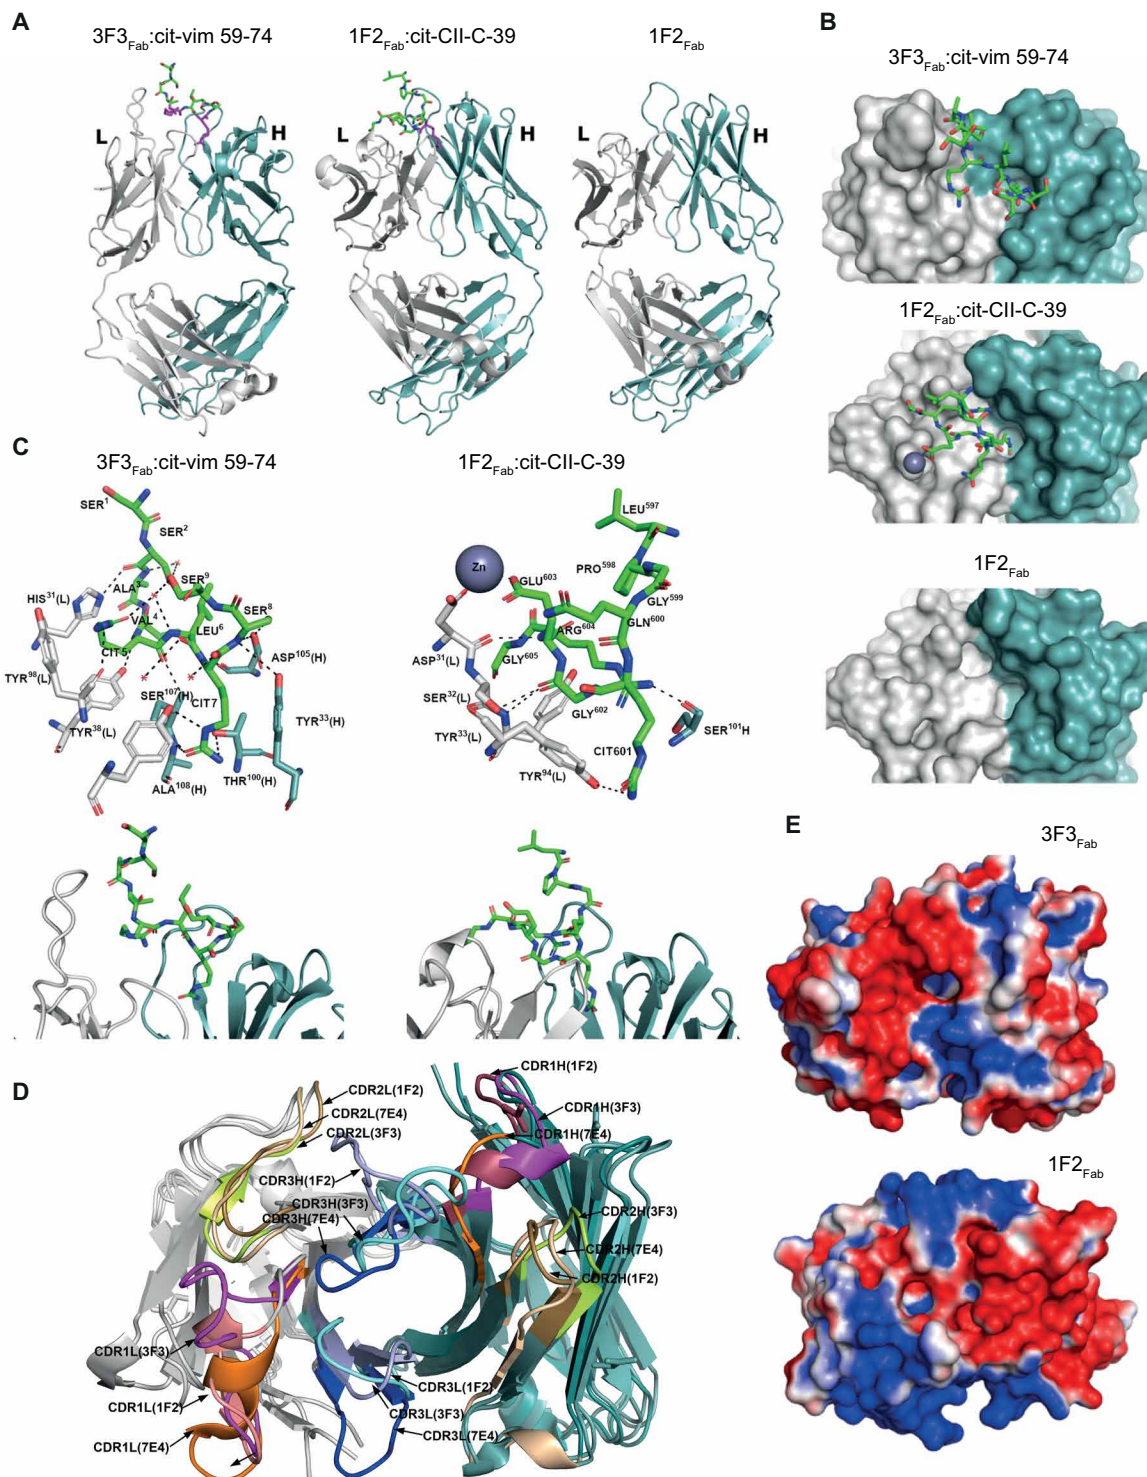 A
3F3Fab:cit-vim 59-74
1F2Fab:cit-CII-C-39
1F2Fab
L
H
L
H
L
H
B
3F3Fab:cit-vim 59-74
1F2Fab:cit-CII-C-39
1F2Fab
C
3F3Fab:cit-vim 59-74
SER1
SER2
SER9
ALA3
HIS31(L)
VAL4
SER8
LEU6
CIT5
ASP105(H)
TYR98(L)
SER107(H)
CIT7
TYR38(L)
TYR33(H)
ALA108(H)
THR100(H)
1F2Fab:cit-CII-C-39
LEU597
Zn
PRO598
GLU603
GLY599
ARG604
GLN600
ASP31(L)
GLY605
SER32(L)
GLY602
TYR33(L)
SER101H
CIT601
TYR94(L)
D
CDR2L(1F2)
CDR2L(7E4)
CDR2L(3F3)
CDR3H(1F2)
CDR3H(3F3)
CDR3H(7E4)
CDR1H(1F2)
CDR1H(3F3)
CDR1H(7E4)
CDR2H(3F3)
CDR2H(7E4)
CDR2H(1F2)
CDR1L(3F3)
CDR1L(1F2)
CDR1L(7E4)
CDR3L(1F2)
CDR3L(3F3)
CDR3L(7E4)
E
3F3Fab
1F2Fab